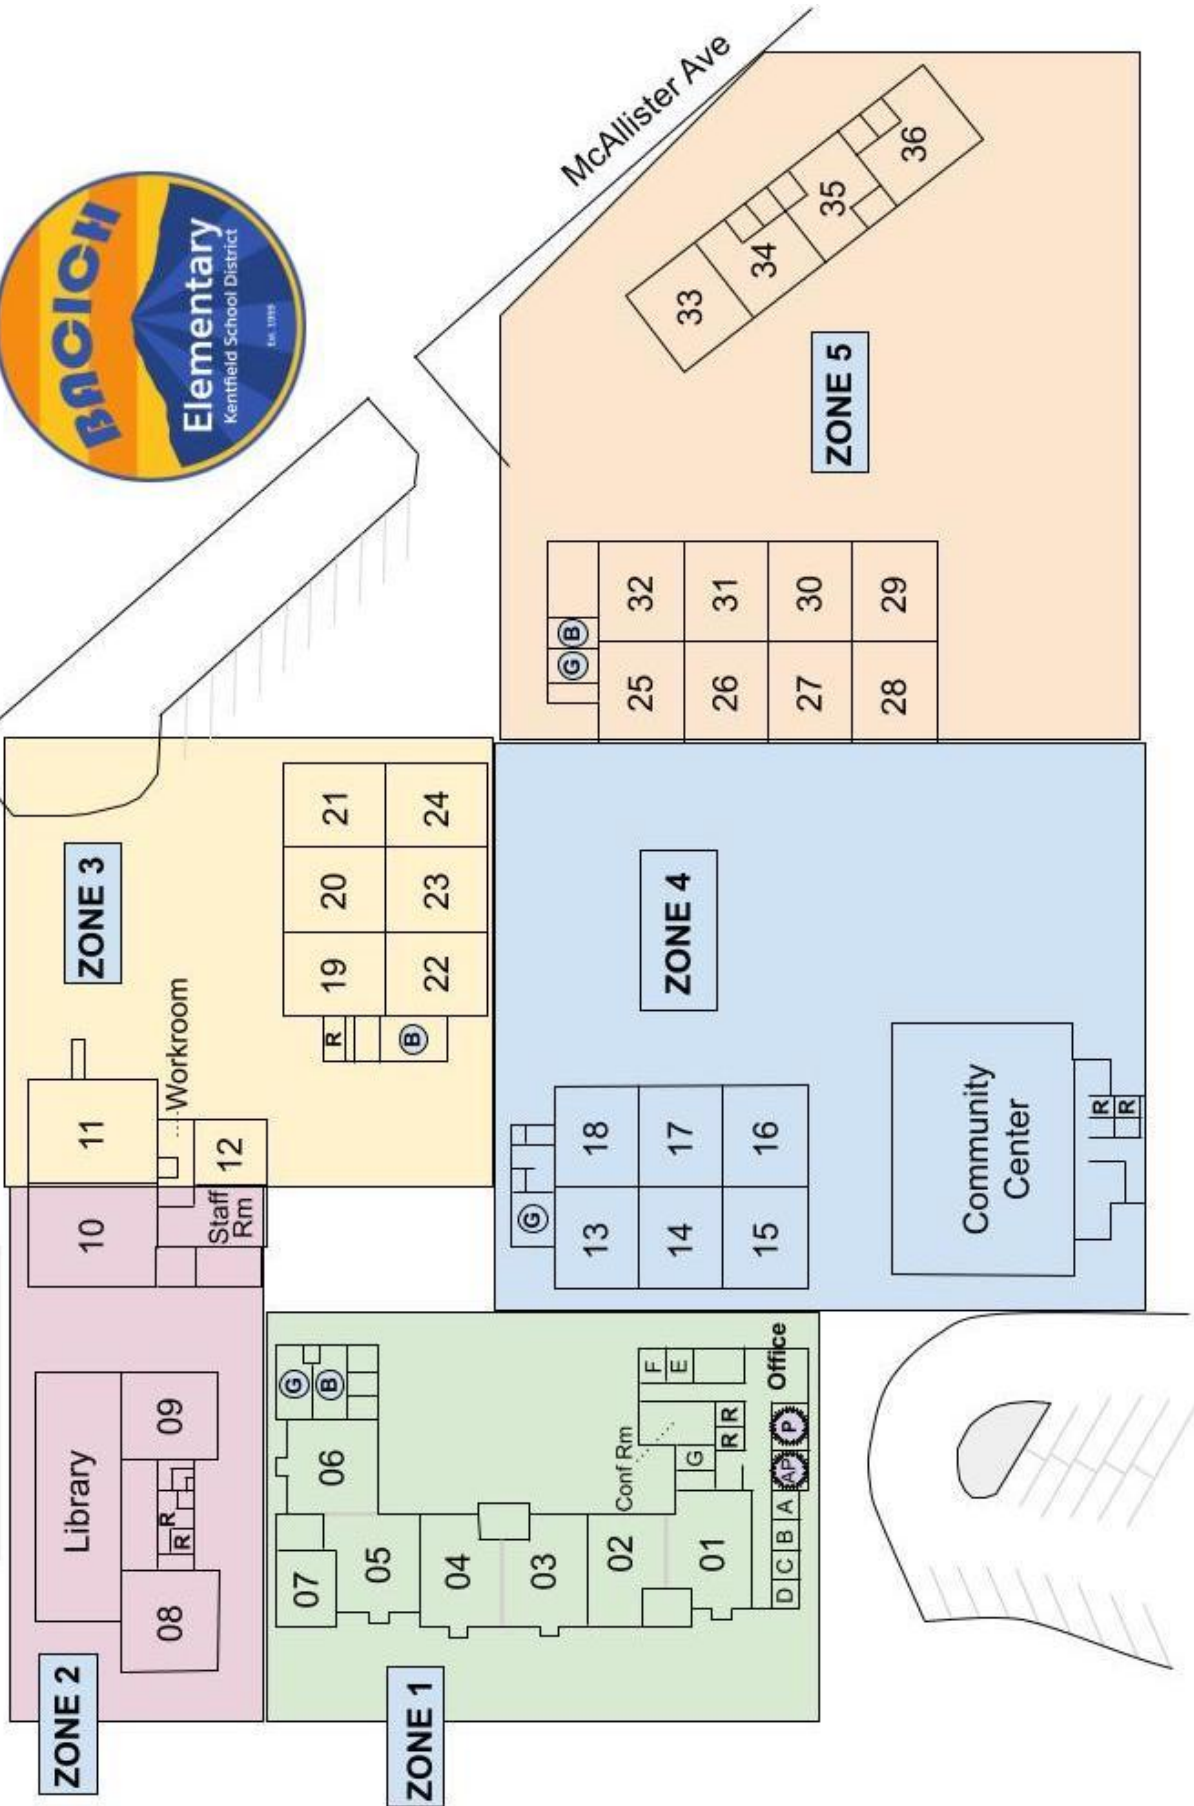 BACICH
Elementary
Kentfield School District
Est. 1959
McAllister Ave
ZONE 2
Library
08
R
R
09
10
Staff
Rm
ZONE 3
11
Workroom
12
19
20
21
22
23
24
R
B
ZONE 1
07
06
G
B
05
04
03
02
01
Conf Rm
G
R
R
F
E
Office
D
C
B
A
AP
P
ZONE 4
G
13
18
14
17
15
16
Community
Center
R
R
ZONE 5
G
B
25
32
26
31
27
30
28
29
33
34
35
36